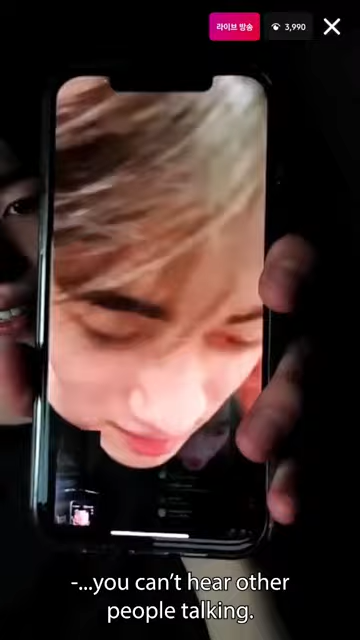 라이브 방송 3,990
-...you can't hear other
people talking.